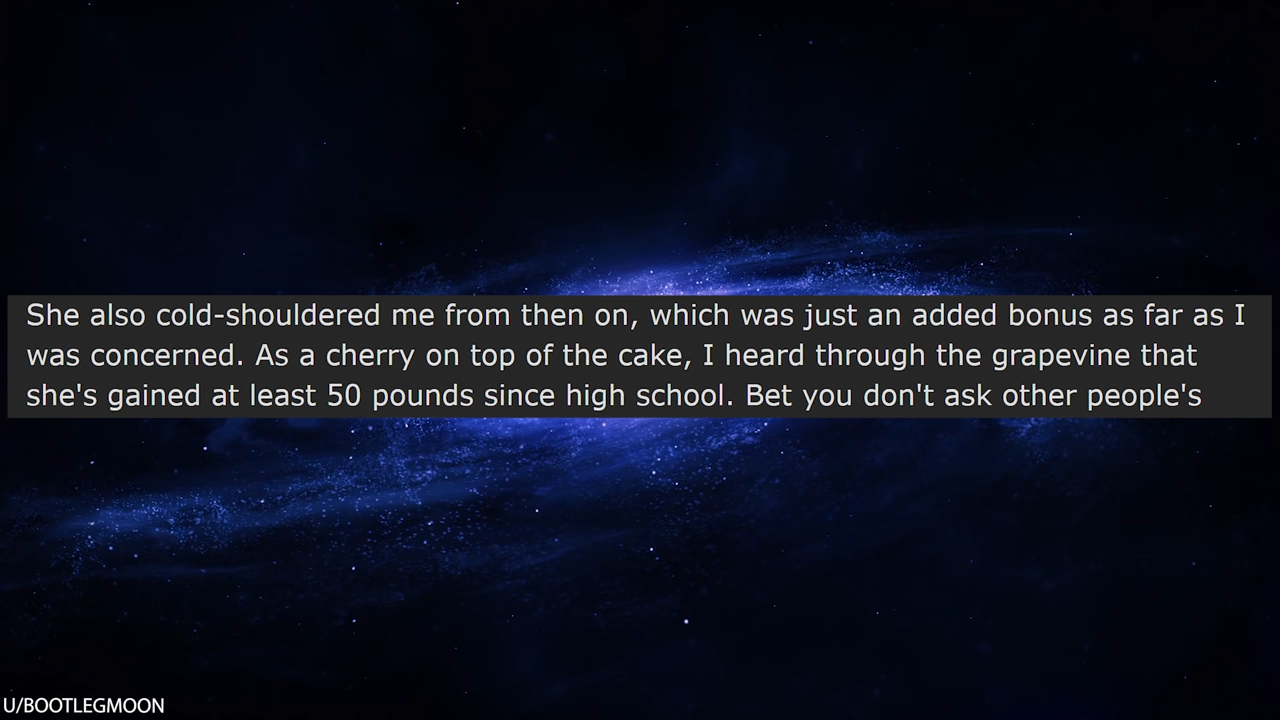 She also cold-shouldered me from then on, which was just an added bonus as far as I
was concerned. As a cherry on top of the cake, I heard through the grapevine that
she's gained at least 50 pounds since high school. Bet you don't ask other people's
U/BOOTLEGMOON